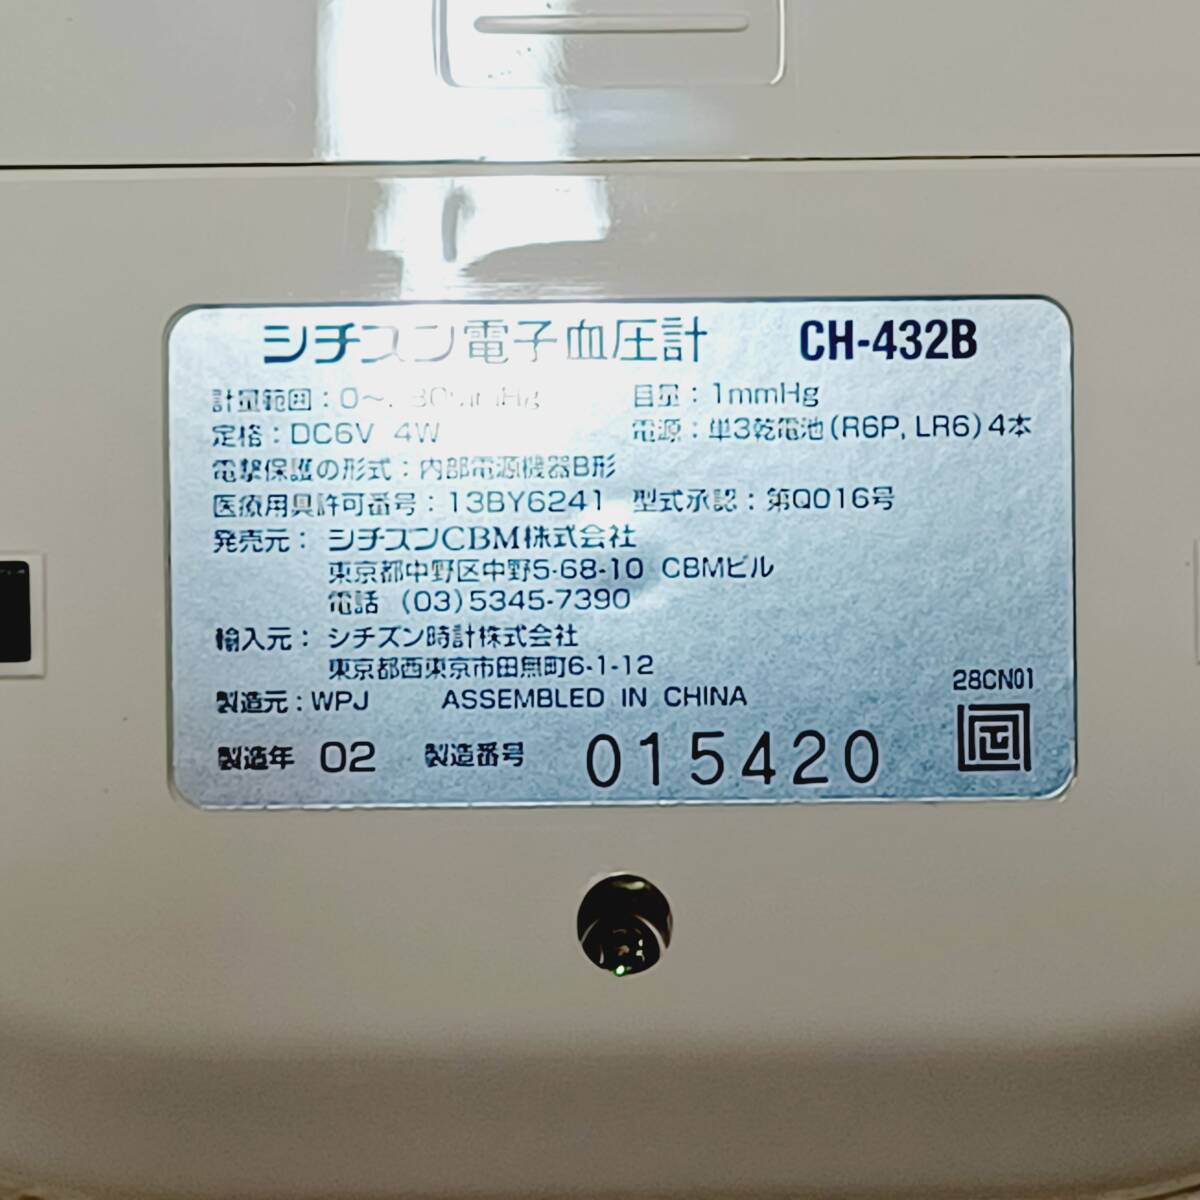 シチズン電子血圧計 CH-432B
計量範囲：0～ 目量：1mmHg
定格：DC6V 4W 電源：単3乾電池(R6P, LR6)4本
電撃保護の形式：内部電源機器B形
医療用具許可番号：13BY6241 型式承認：第Q016号
発売元：シチズンCBM株式会社
東京都中野区中野5-68-10 CBMビル
電話 (03)5345-7390
輸入元：シチズン時計株式会社
東京都西東京市田無町6-1-12
28CN01
製造元：WPJ ASSEMBLED IN CHINA
製造年 02 製造番号 015420
正